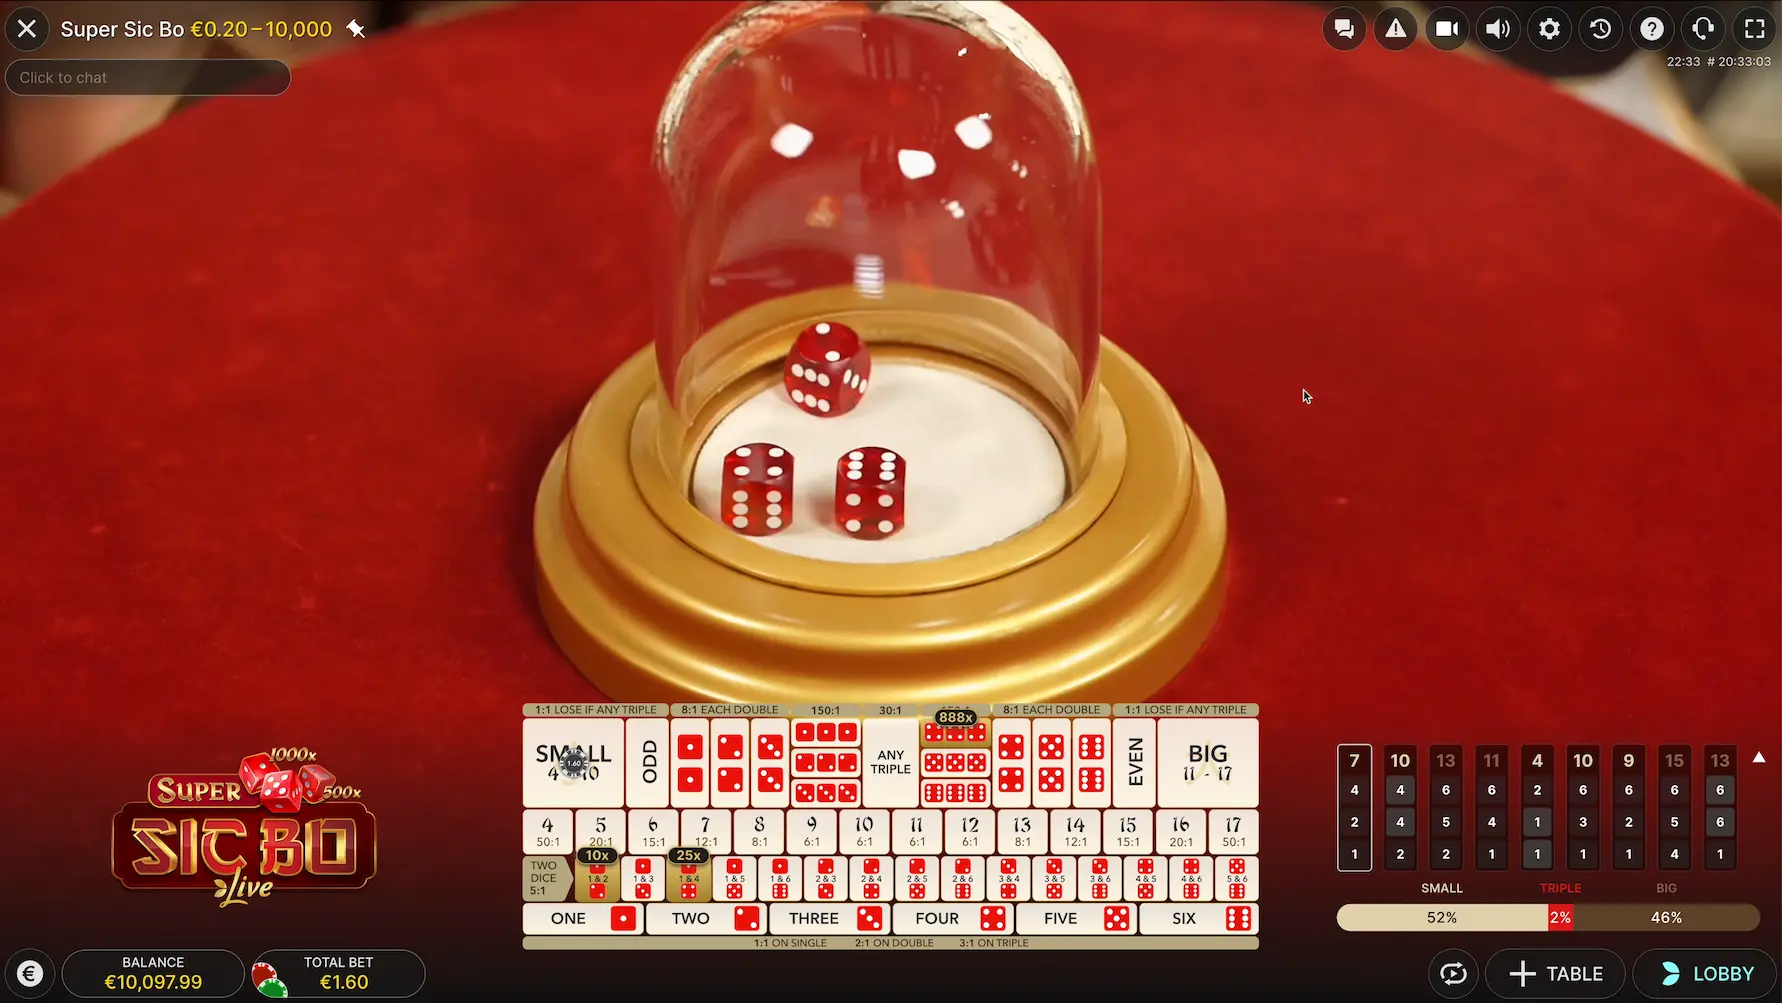 Super Sic Bo €0.20 – 10,000
Click to chat
22:33 # 20:33:03
1:1 LOSE IF ANY TRIPLE
8:1 EACH DOUBLE
150:1
30:1
888x
8:1 EACH DOUBLE
1:1 LOSE IF ANY TRIPLE
SMALL
4 - 10
1.60
ODD
ANY
TRIPLE
EVEN
BIG
11 - 17
4 5 6 7 8 9 10 11 12 13 14 15 16 17
50:1 20:1 15:1 12:1 8:1 6:1 6:1 6:1 6:1 8:1 12:1 15:1 20:1 50:1
10x 25x
TWO
DICE
5:1
1 & 2 1 & 3 1 & 4 1 & 5 1 & 6 2 & 3 2 & 4 2 & 5 2 & 6 3 & 4 3 & 5 3 & 6 4 & 5 4 & 6 5 & 6
ONE TWO THREE FOUR FIVE SIX
1:1 ON SINGLE 2:1 ON DOUBLE 3:1 ON TRIPLE
1000x
SUPER
500x
SIC BO
Live
7 10 13 11 4 10 9 15 13
4 4 6 6 2 6 6 6 6
2 4 5 4 1 3 2 5 6
1 2 2 1 1 1 1 4 1
SMALL TRIPLE BIG
52% 2% 46%
€
BALANCE
€10,097.99
TOTAL BET
€1.60
TABLE
LOBBY